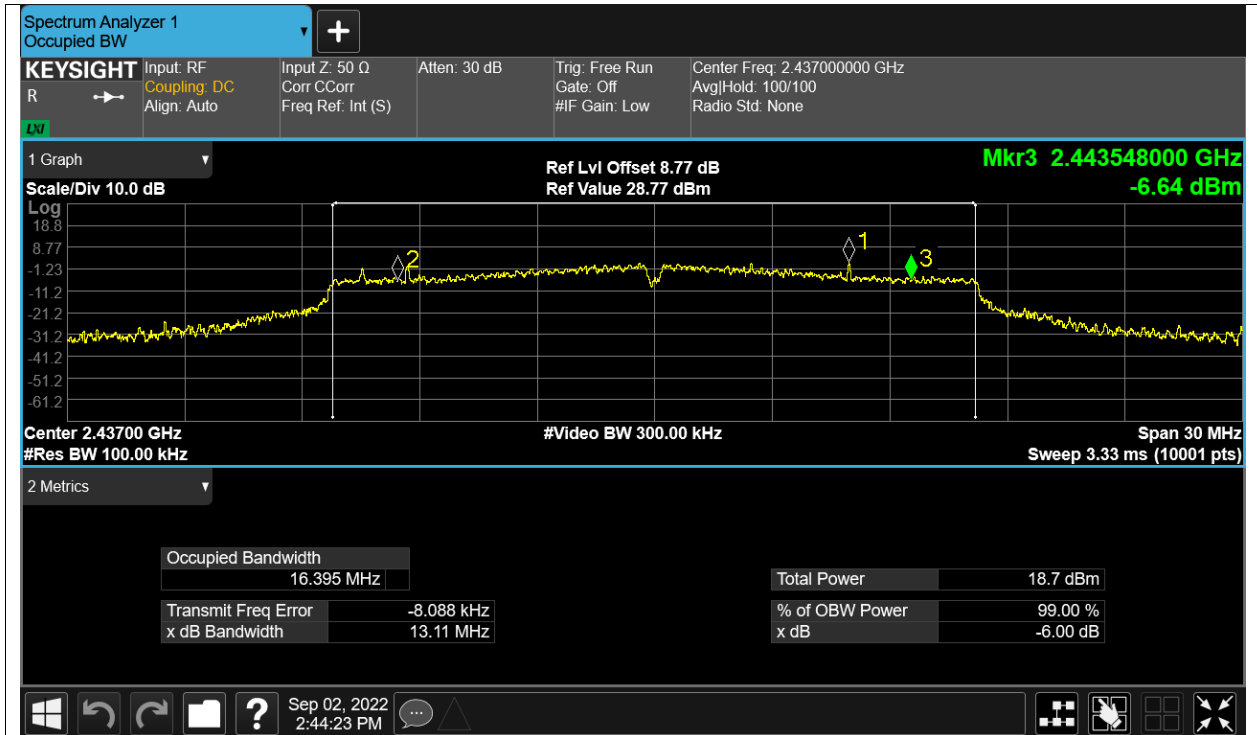 Spectrum Analyzer 1
Occupied BW
+
KEYSIGHT
R
LXI
Input: RF
Coupling: DC
Align: Auto
Input Z: 50 Ω
Corr CCorr
Freq Ref: Int (S)
Atten: 30 dB
Trig: Free Run
Gate: Off
#IF Gain: Low
Center Freq: 2.437000000 GHz
Avg|Hold: 100/100
Radio Std: None
1 Graph
Scale/Div 10.0 dB
Ref Lvl Offset 8.77 dB
Ref Value 28.77 dBm
Mkr3 2.443548000 GHz
-6.64 dBm
Log
18.8
8.77
-1.23
-11.2
-21.2
-31.2
-41.2
-51.2
-61.2
2
1
3
Center 2.43700 GHz
#Res BW 100.00 kHz
#Video BW 300.00 kHz
Span 30 MHz
Sweep 3.33 ms (10001 pts)
2 Metrics
Occupied Bandwidth
16.395 MHz
Transmit Freq Error -8.088 kHz
x dB Bandwidth 13.11 MHz
Total Power 18.7 dBm
% of OBW Power 99.00 %
x dB -6.00 dB
?
Sep 02, 2022
2:44:23 PM